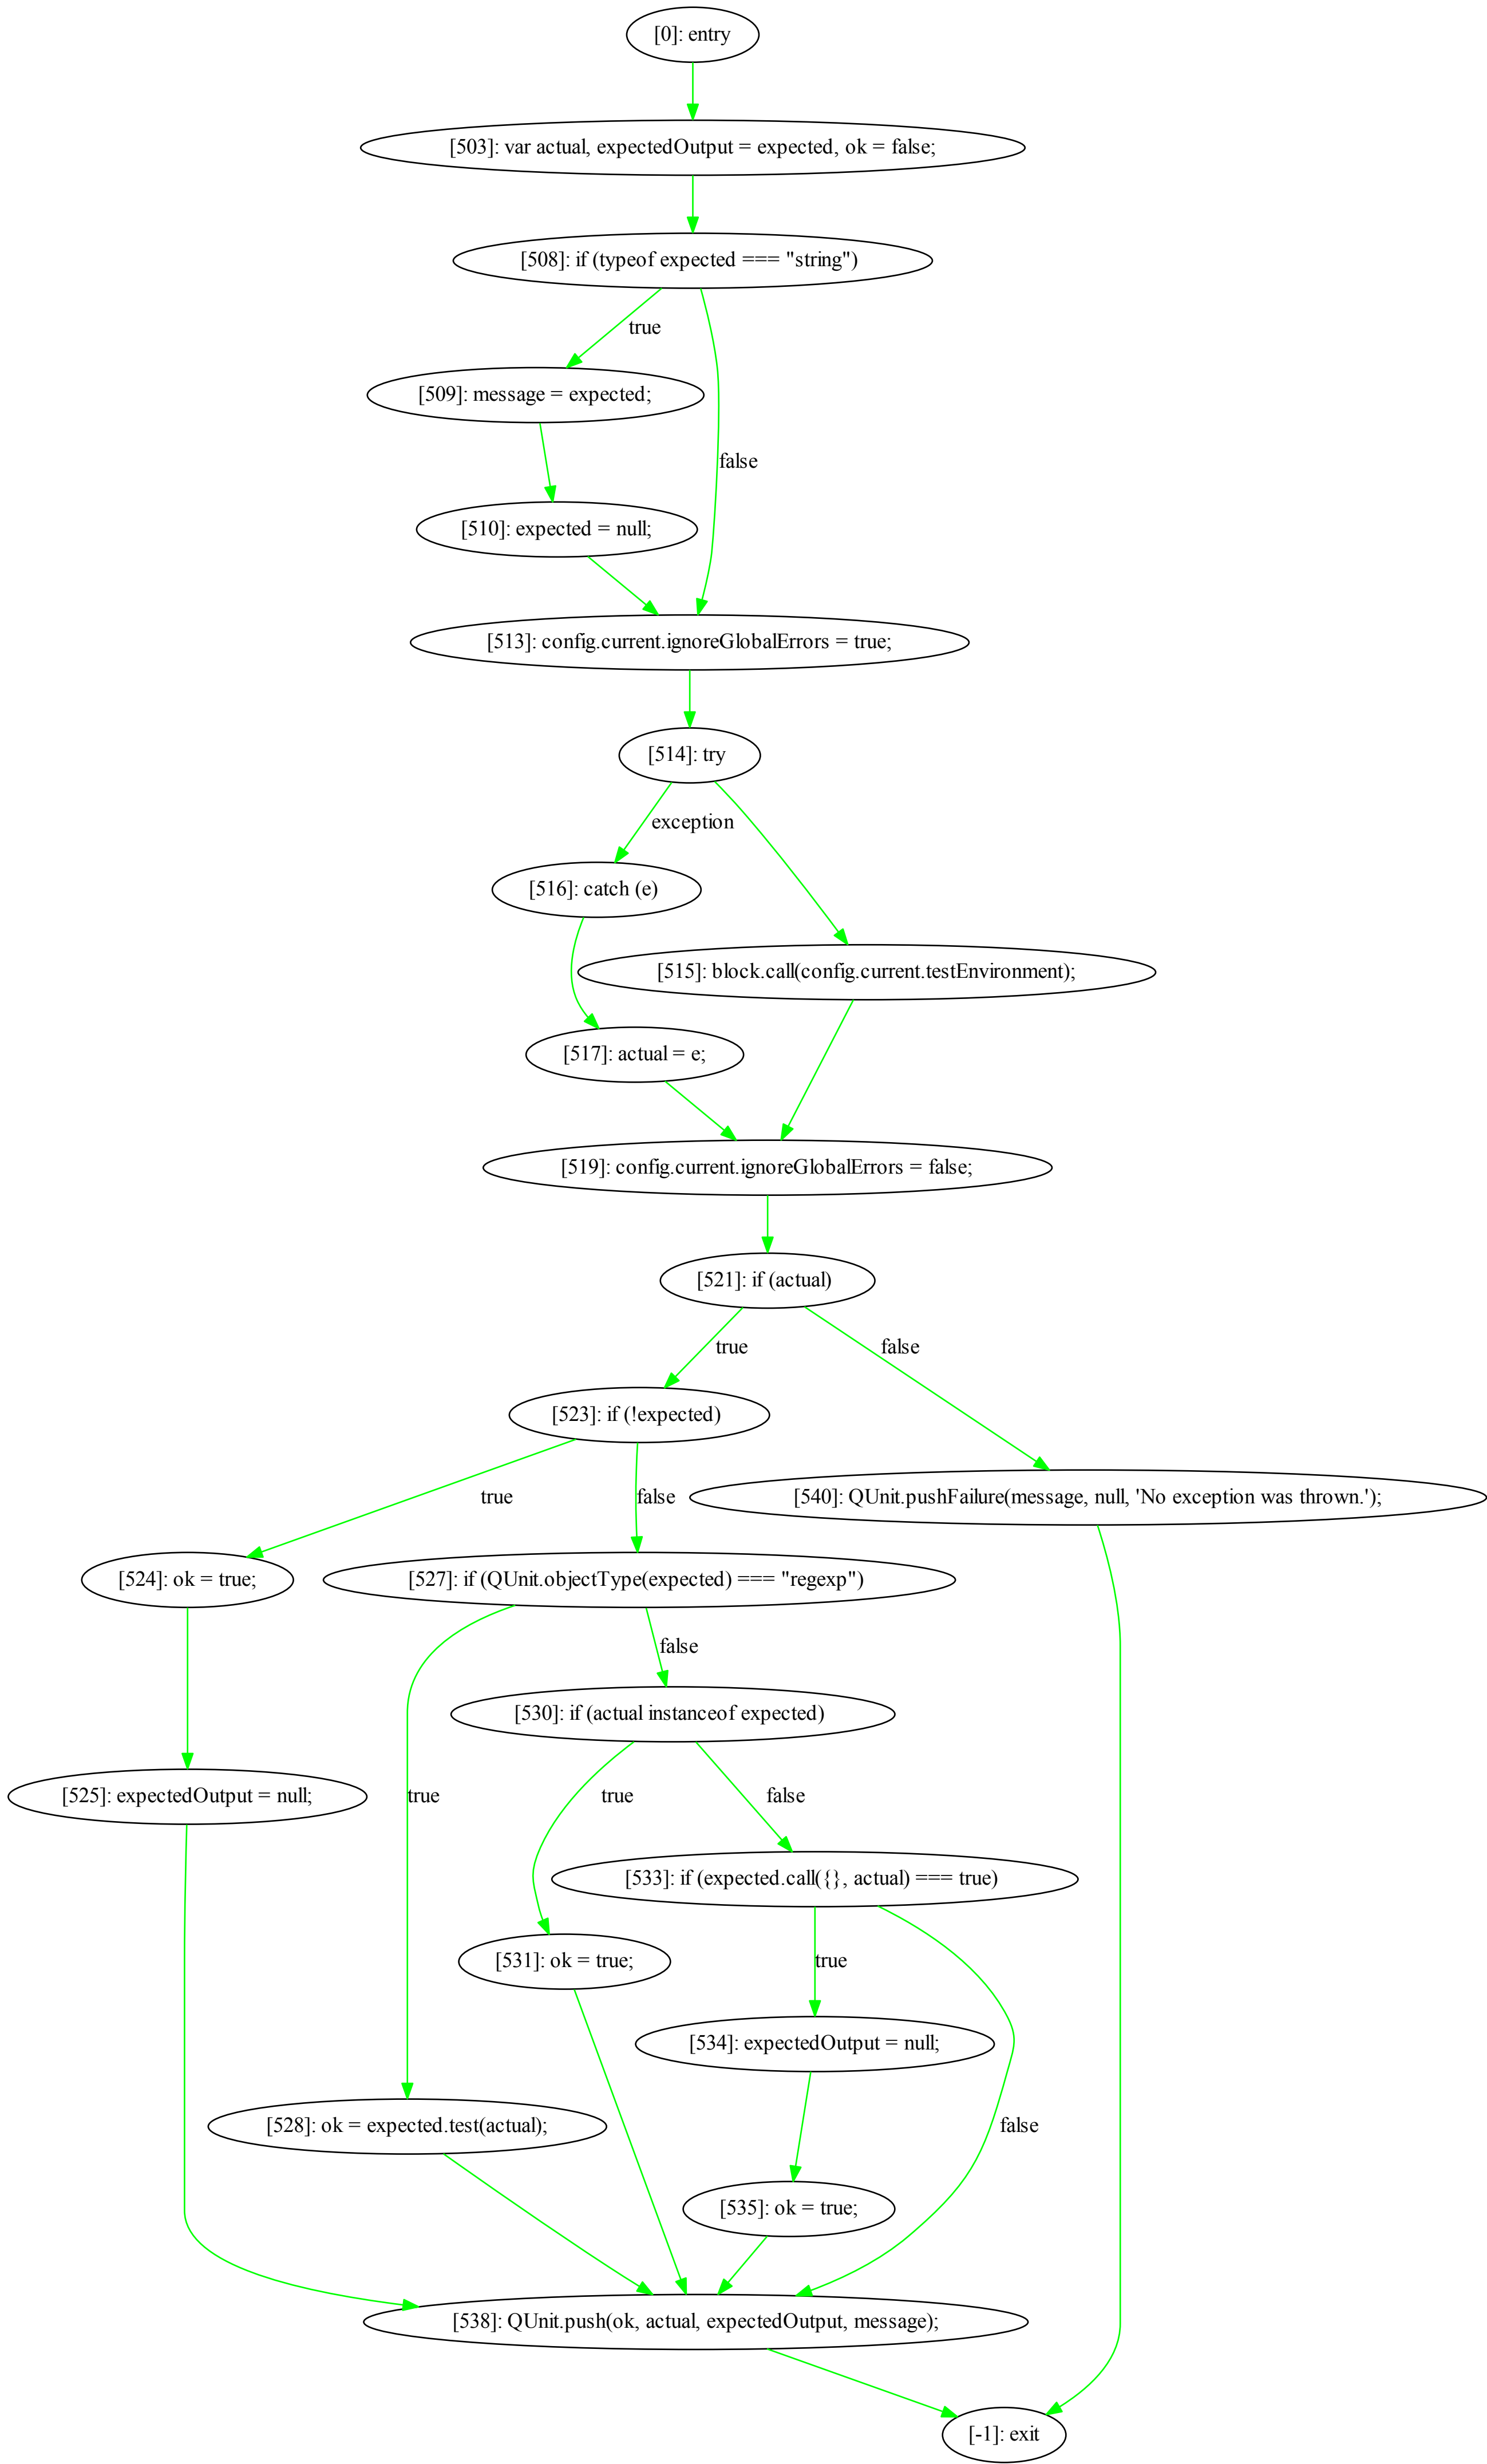 [0]: entry
[503]: var actual, expectedOutput = expected, ok = false;
[508]: if (typeof expected === "string")
true
[509]: message = expected;
false
[510]: expected = null;
[513]: config.current.ignoreGlobalErrors = true;
[514]: try
exception
[516]: catch (e)
[515]: block.call(config.current.testEnvironment);
[517]: actual = e;
[519]: config.current.ignoreGlobalErrors = false;
[521]: if (actual)
true
false
[523]: if (!expected)
true
false
[540]: QUnit.pushFailure(message, null, 'No exception was thrown.');
[524]: ok = true;
[527]: if (QUnit.objectType(expected) === "regexp")
false
[530]: if (actual instanceof expected)
[525]: expectedOutput = null;
true
true
false
[533]: if (expected.call({}, actual) === true)
[531]: ok = true;
true
[534]: expectedOutput = null;
[528]: ok = expected.test(actual);
false
[535]: ok = true;
[538]: QUnit.push(ok, actual, expectedOutput, message);
[-1]: exit